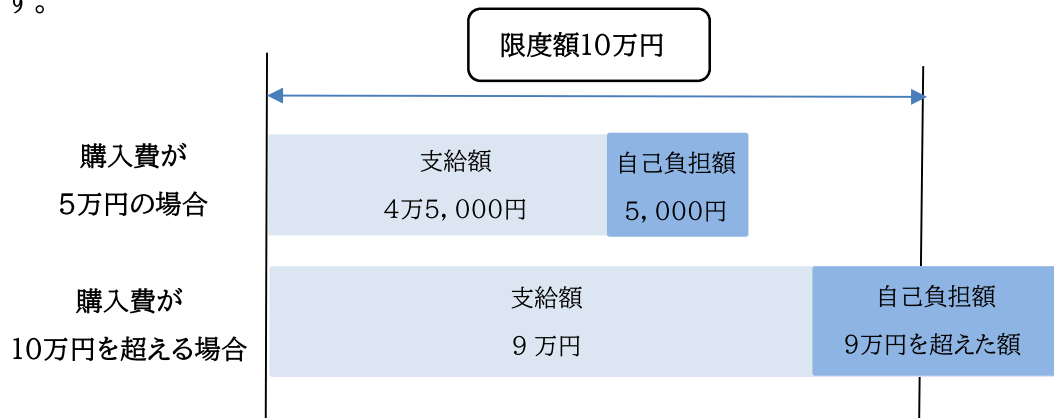 す。
限度額10万円
購入費が
5万円の場合
支給額
4万5，000円
自己負担額
5，000円
購入費が
10万円を超える場合
支給額
9 万円
自己負担額
9万円を超えた額